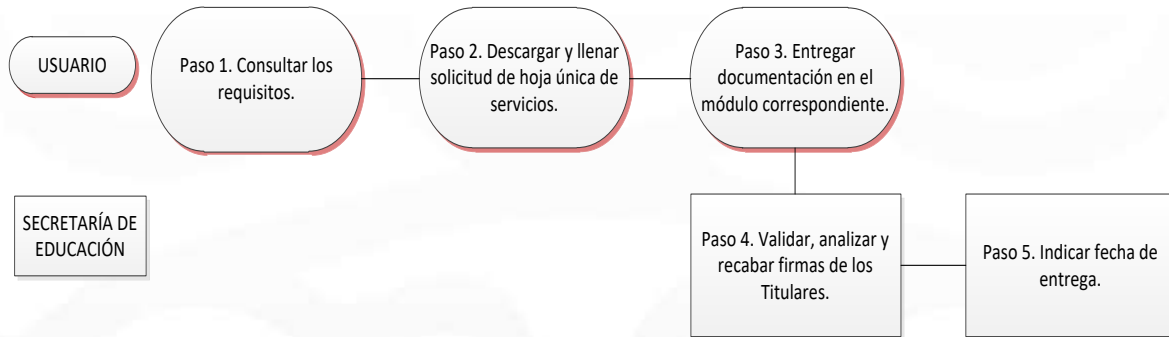 USUARIO
Paso 1. Consultar los
requisitos.
Paso 2. Descargar y llenar
solicitud de hoja única de
servicios.
Paso 3. Entregar
documentación en el
módulo correspondiente.
SECRETARÍA DE
EDUCACIÓN
Paso 4. Validar, analizar y
recabar firmas de los
Titulares.
Paso 5. Indicar fecha de
entrega.